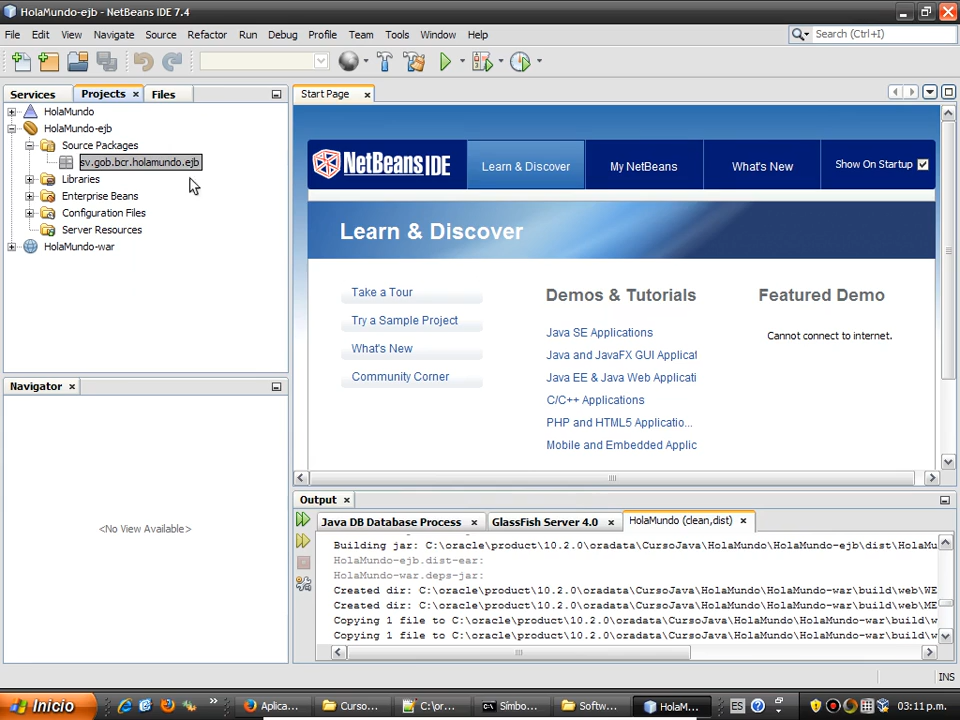 HolaMundo-ejb - NetBeans IDE 7.4
File Edit View Navigate Source Refactor Run Debug Profile Team Tools Window Help
Search (Ctrl+I)
Services Projects Files
Start Page
HolaMundo
HolaMundo-ejb
Source Packages
sv.gob.bcr.holamundo.ejb
Libraries
Enterprise Beans
Configuration Files
Server Resources
HolaMundo-war
NetBeans IDE
Learn & Discover
My NetBeans
What's New
Show On Startup
Learn & Discover
Take a Tour
Try a Sample Project
What's New
Community Corner
Demos & Tutorials
Java SE Applications
Java and JavaFX GUI Applicat
Java EE & Java Web Applicati
C/C++ Applications
PHP and HTML5 Applicatio...
Mobile and Embedded Applic
Featured Demo
Cannot connect to internet.
Navigator
<No View Available>
Output
Java DB Database Process
GlassFish Server 4.0
HolaMundo (clean,dist)
Building jar: C:\oracle\product\10.2.0\oradata\CursoJava\HolaMundo\HolaMundo-ejb\dist\HolaMu
HolaMundo-ejb.dist-ear:
HolaMundo-war.deps-jar:
Created dir: C:\oracle\product\10.2.0\oradata\CursoJava\HolaMundo\HolaMundo-war\build\web\WE
Created dir: C:\oracle\product\10.2.0\oradata\CursoJava\HolaMundo\HolaMundo-war\build\web\ME
Copying 1 file to C:\oracle\product\10.2.0\oradata\CursoJava\HolaMundo\HolaMundo-war\build\w
Copying 1 file to C:\oracle\product\10.2.0\oradata\CursoJava\HolaMundo\HolaMundo-war\build\w
INS
Inicio
Aplica...
Curso...
C:\or...
Símbo...
Softw...
HolaM...
ES
03:11 p.m.